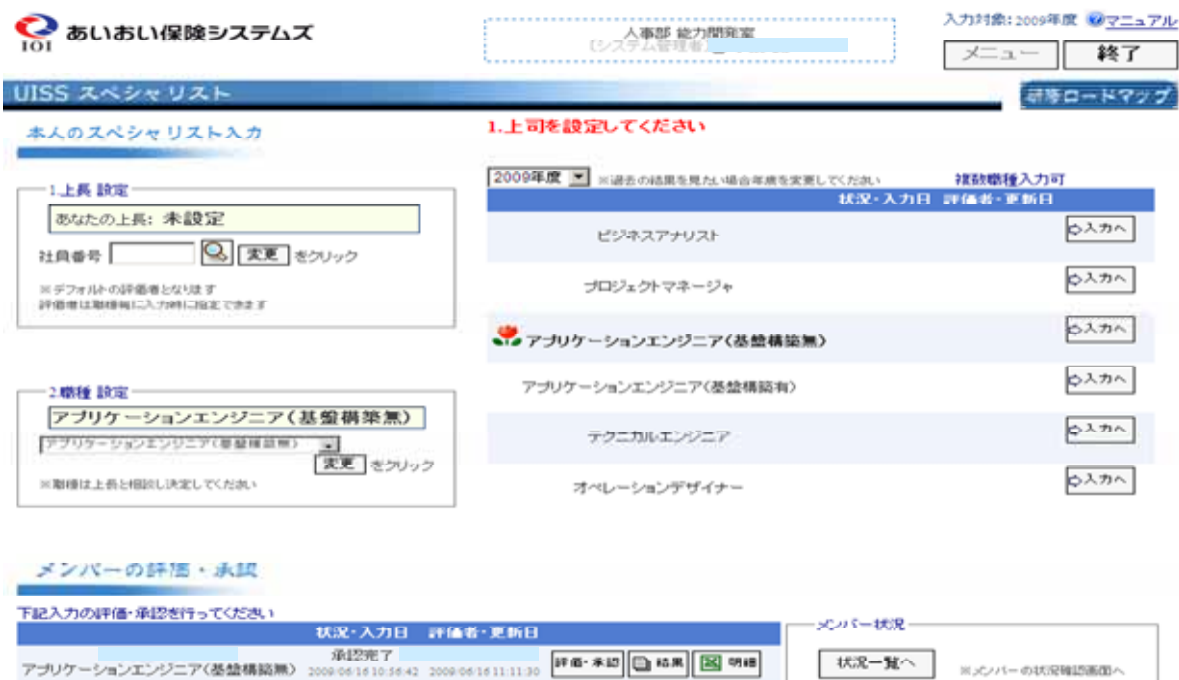 IOI あいおい保険システムズ
人事部 能力開発室
【システム管理者】
入力対象:2009年度 マニュアル
メニュー 終了
UISS スペシャリスト
研修ロードマップ
本人のスペシャリスト入力
1.上長 設定
あなたの上長: 未設定
社員番号 変更 をクリック
※デフォルトの評価者となります
評価者は職種毎に入力時に指定できます
2.職種 設定
アプリケーションエンジニア(基盤構築無)
アプリケーションエンジニア(基盤構築無)
変更 をクリック
※職種は上長と相談し決定してください
1.上司を設定してください
2009年度 ※過去の結果を見たい場合年度を変更してください 複数職種入力可
状況・入力日 評価者・更新日
ビジネスアナリスト 入力へ
プロジェクトマネージャ 入力へ
アプリケーションエンジニア(基盤構築無) 入力へ
アプリケーションエンジニア(基盤構築有) 入力へ
テクニカルエンジニア 入力へ
オペレーションデザイナー 入力へ
メンバーの評価・承認
下記入力の評価・承認を行ってください
状況・入力日 評価者・更新日
承認完了
アプリケーションエンジニア(基盤構築無) 2009/06/16 10:56:42 2009/06/16 11:11:30 評価・承認 結果 明細
メンバー状況
状況一覧へ ※メンバーの状況確認画面へ